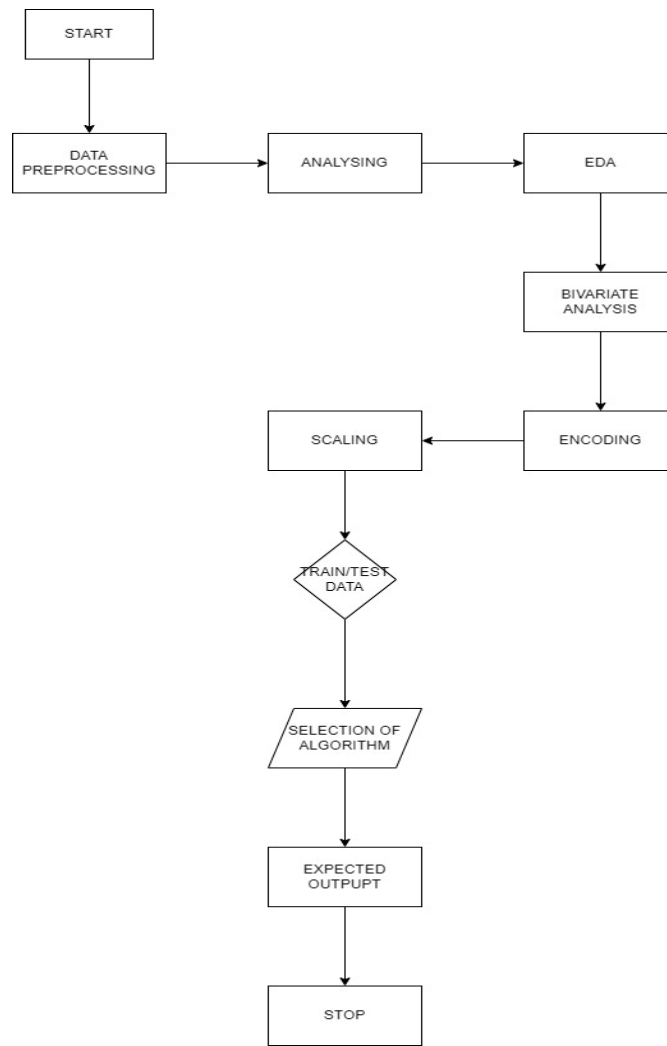 START
DATA
PREPROCESSING
ANALYSING
EDA
BIVARIATE
ANALYSIS
ENCODING
SCALING
TRAIN/TEST
DATA
SELECTION OF
ALGORITHM
EXPECTED
OUTPUPT
STOP